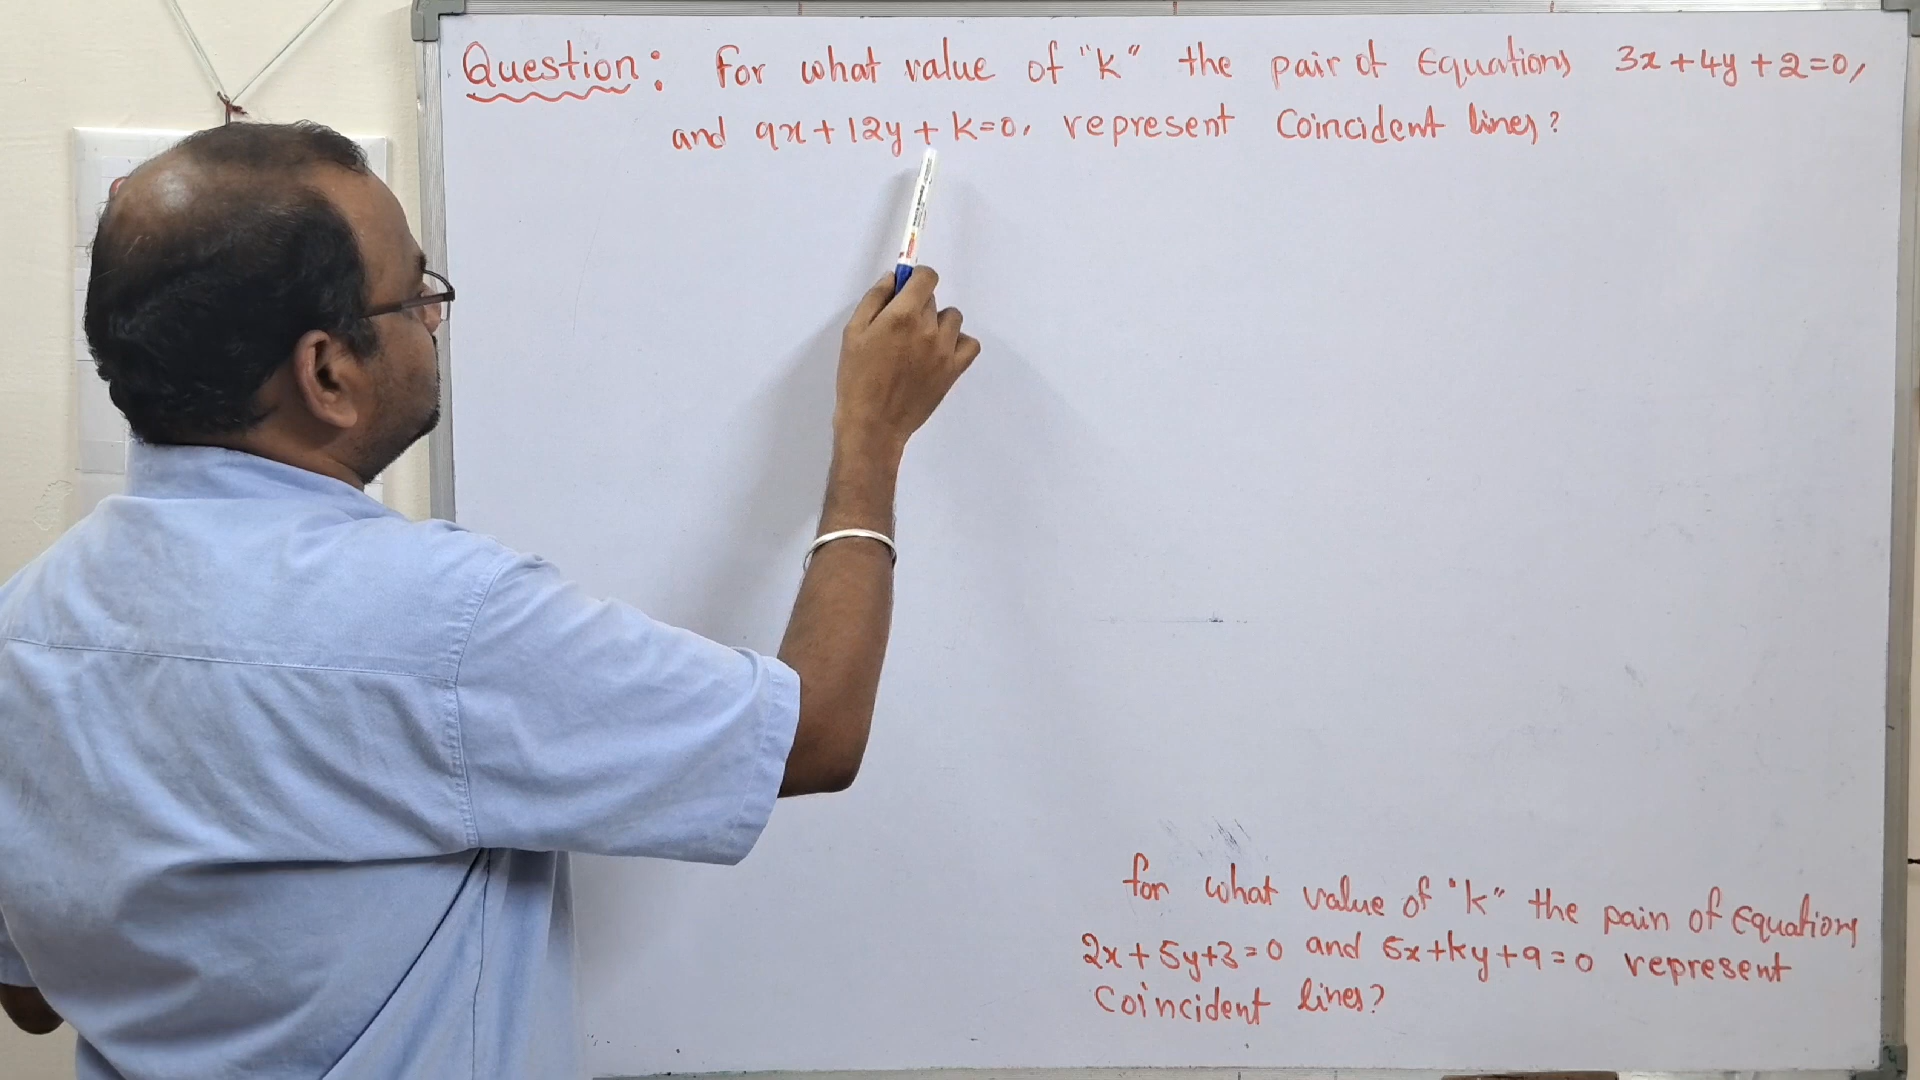 Question: For what value of "k" the pair of Equations 3x+4y+2=0,
and 9x+12y+k=0, represent Coincident lines?
for what value of "k" the pain of Equations
2x+5y+3=0 and 6x+ky+9=0 represent
Coincident lines?